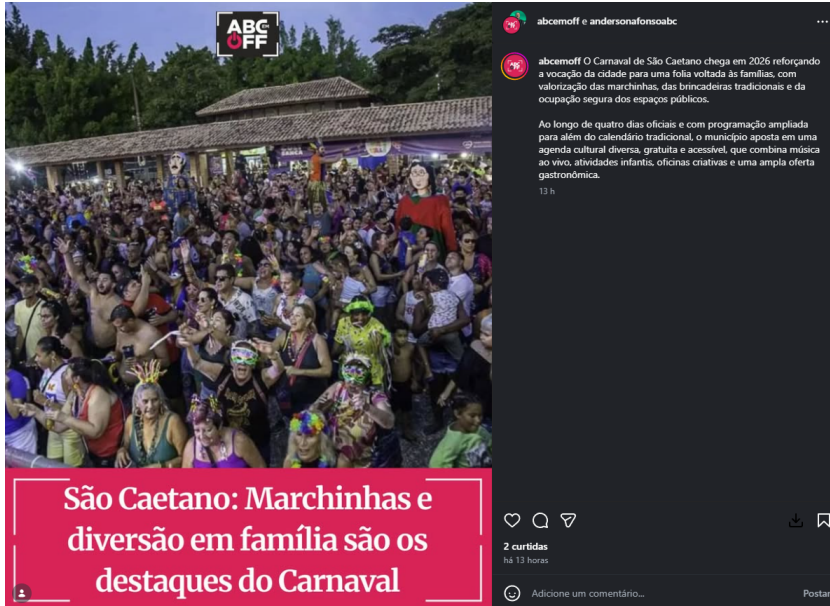 ABC EM
OFF
São Caetano: Marchinhas e
diversão em família são os
destaques do Carnaval
abcemoff e andersonafonsoabc
abcemoff O Carnaval de São Caetano chega em 2026 reforçando
a vocação da cidade para uma folia voltada às famílias, com
valorização das marchinhas, das brincadeiras tradicionais e da
ocupação segura dos espaços públicos.
Ao longo de quatro dias oficiais e com programação ampliada
para além do calendário tradicional, o município aposta em uma
agenda cultural diversa, gratuita e acessível, que combina música
ao vivo, atividades infantis, oficinas criativas e uma ampla oferta
gastronômica.
13 h
2 curtidas
há 13 horas
Adicione um comentário...
Postar